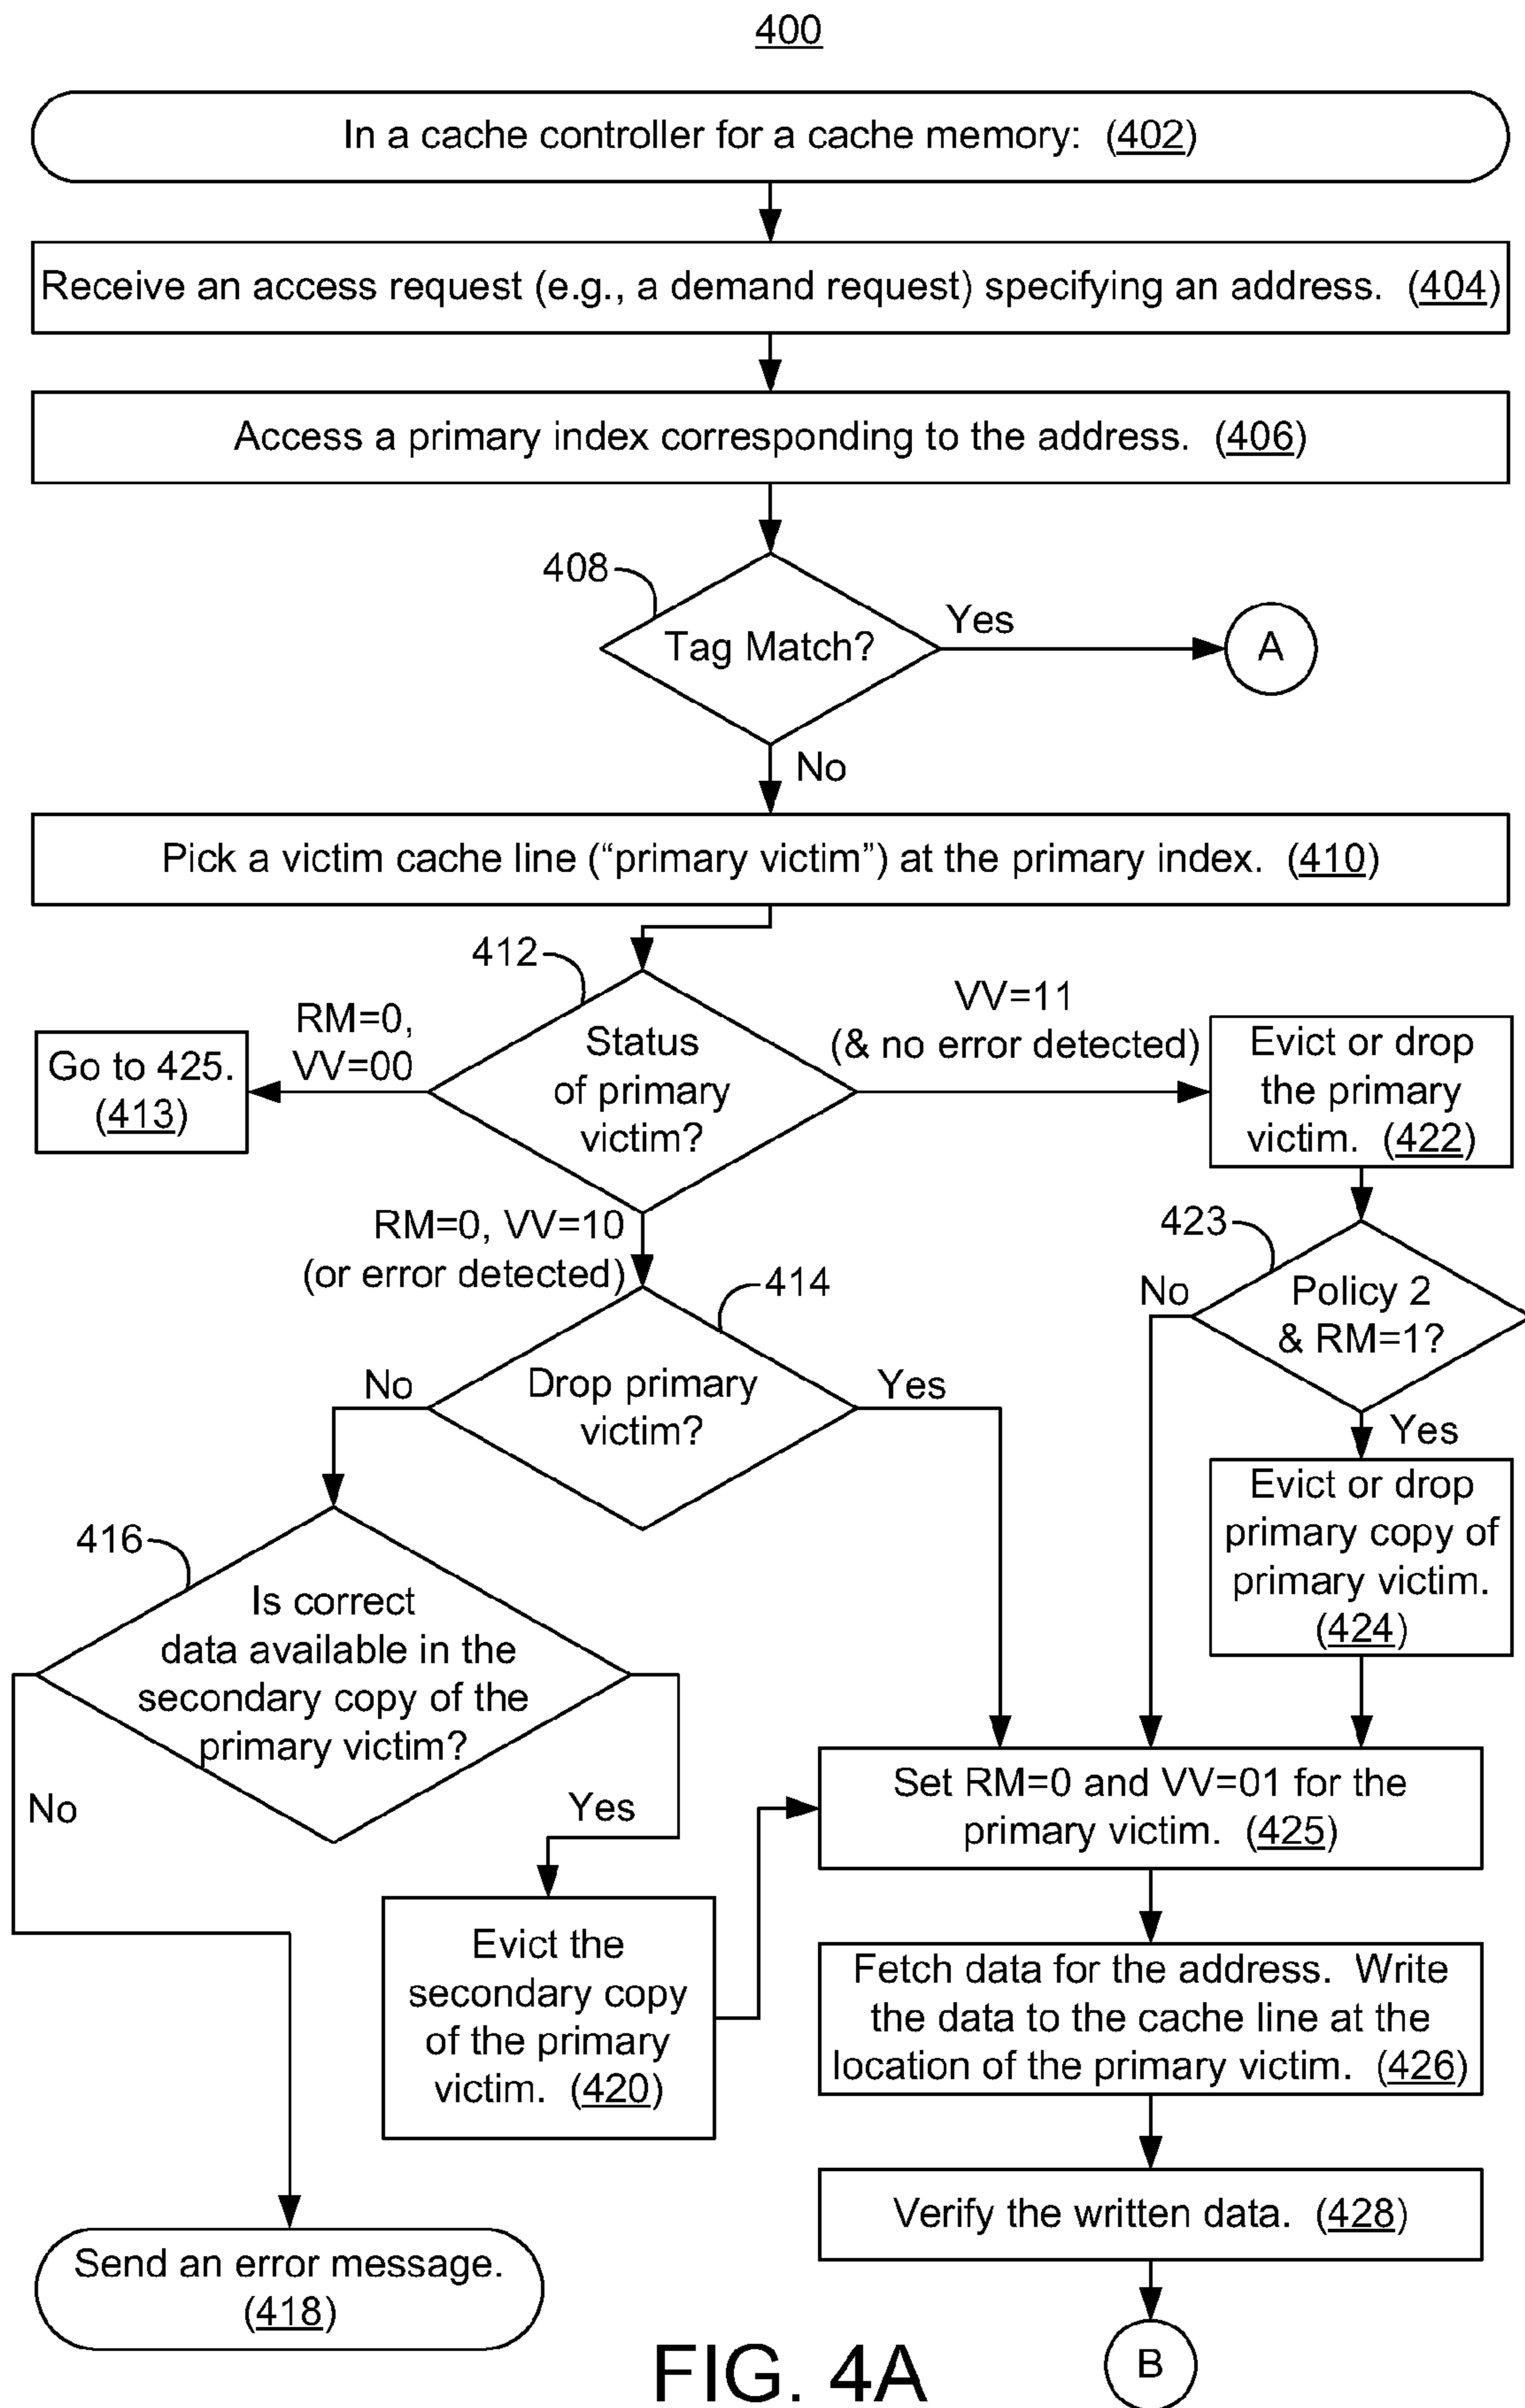 400
In a cache controller for a cache memory: (402)
Receive an access request (e.g., a demand request) specifying an address. (404)
Access a primary index corresponding to the address. (406)
408
Tag Match?
Yes
A
No
Pick a victim cache line (“primary victim”) at the primary index. (410)
412
Status
of primary
victim?
RM=0,
VV=00
Go to 425.
(413)
VV=11
(& no error detected)
Evict or drop
the primary
victim. (422)
RM=0, VV=10
(or error detected)
423
Policy 2
& RM=1?
No
Yes
414
Drop primary
victim?
No
Yes
Evict or drop
primary copy of
primary victim.
(424)
416
Is correct
data available in the
secondary copy of the
primary victim?
No
Yes
Set RM=0 and VV=01 for the
primary victim. (425)
Evict the
secondary copy
of the primary
victim. (420)
Fetch data for the address. Write
the data to the cache line at the
location of the primary victim. (426)
Verify the written data. (428)
Send an error message.
(418)
B
FIG. 4A